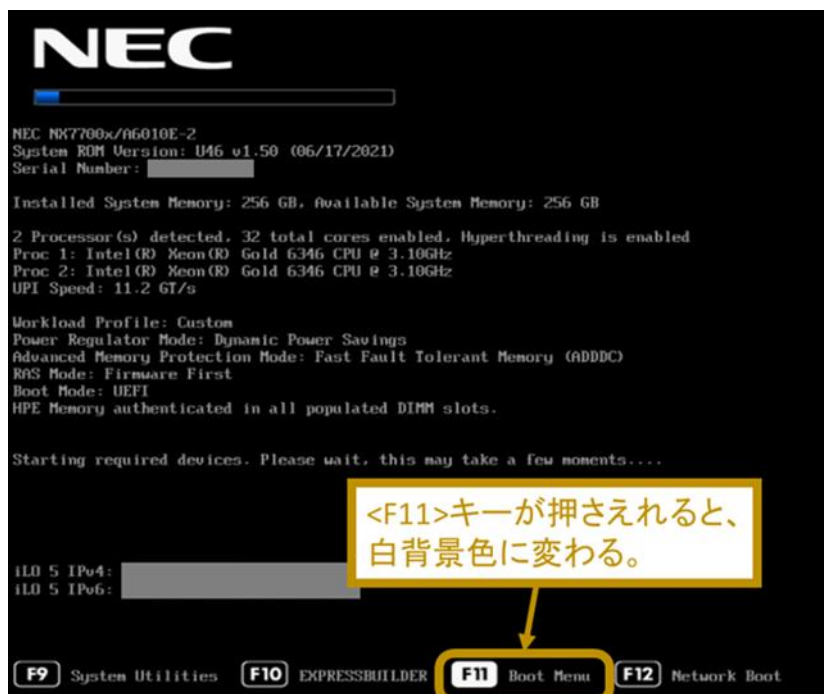 NEC
NEC NX7700x/A6010E-2
System ROM Version: U46 v1.50 (06/17/2021)
Serial Number:
Installed System Memory: 256 GB, Available System Memory: 256 GB
2 Processor(s) detected, 32 total cores enabled, Hyperthreading is enabled
Proc 1: Intel(R) Xeon(R) Gold 6346 CPU @ 3.10GHz
Proc 2: Intel(R) Xeon(R) Gold 6346 CPU @ 3.10GHz
UPI Speed: 11.2 GT/s
Workload Profile: Custom
Power Regulator Mode: Dynamic Power Savings
Advanced Memory Protection Mode: Fast Fault Tolerant Memory (ADDDC)
RAS Mode: Firmware First
Boot Mode: UEFI
HPE Memory authenticated in all populated DIMM slots.
Starting required devices. Please wait, this may take a few moments....
<F11>キーが押さえれると、
白背景色に変わる。
iLO 5 IPv4:
iLO 5 IPv6:
F9 System Utilities F10 EXPRESSBUILDER F11 Boot Menu F12 Network Boot